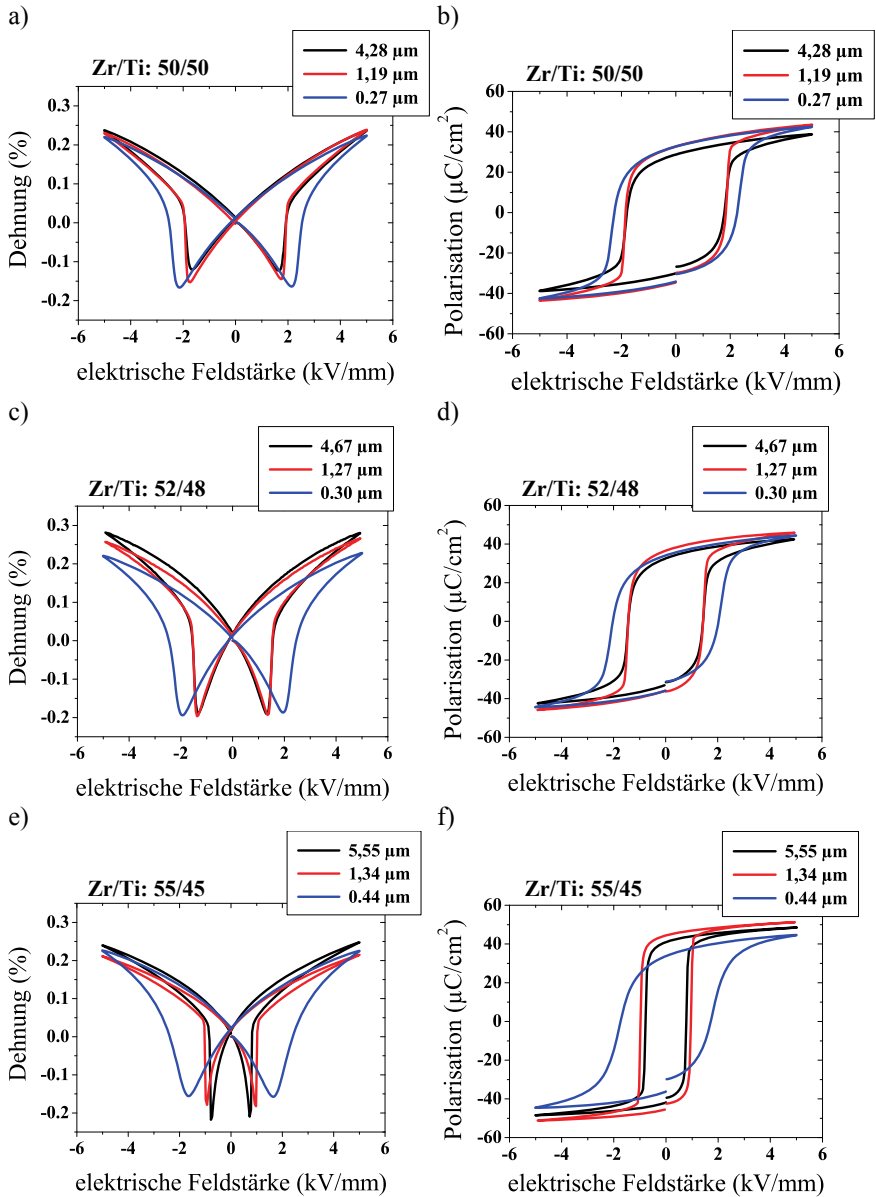 a)
Zr/Ti: 50/50
4,28 µm
1,19 µm
0.27 µm
0.3
0.2
0.1
0.0
-0.1
-0.2
Dehnung (%)
-6 -4 -2 0 2 4 6
elektrische Feldstärke (kV/mm)
b)
Zr/Ti: 50/50
4,28 µm
1,19 µm
0.27 µm
60
40
20
0
-20
-40
-60
Polarisation (µC/cm²)
-6 -4 -2 0 2 4 6
elektrische Feldstärke (kV/mm)
c)
Zr/Ti: 52/48
4,67 µm
1,27 µm
0.30 µm
0.3
0.2
0.1
0.0
-0.1
-0.2
Dehnung (%)
-6 -4 -2 0 2 4 6
elektrische Feldstärke (kV/mm)
d)
Zr/Ti: 52/48
4,67 µm
1,27 µm
0.30 µm
60
40
20
0
-20
-40
-60
Polarisation (µC/cm²)
-6 -4 -2 0 2 4 6
elektrische Feldstärke (kV/mm)
e)
Zr/Ti: 55/45
5,55 µm
1,34 µm
0.44 µm
0.3
0.2
0.1
0.0
-0.1
-0.2
Dehnung (%)
-6 -4 -2 0 2 4 6
elektrische Feldstärke (kV/mm)
f)
Zr/Ti: 55/45
5,55 µm
1,34 µm
0.44 µm
60
40
20
0
-20
-40
-60
Polarisation (µC/cm²)
-6 -4 -2 0 2 4 6
elektrische Feldstärke (kV/mm)